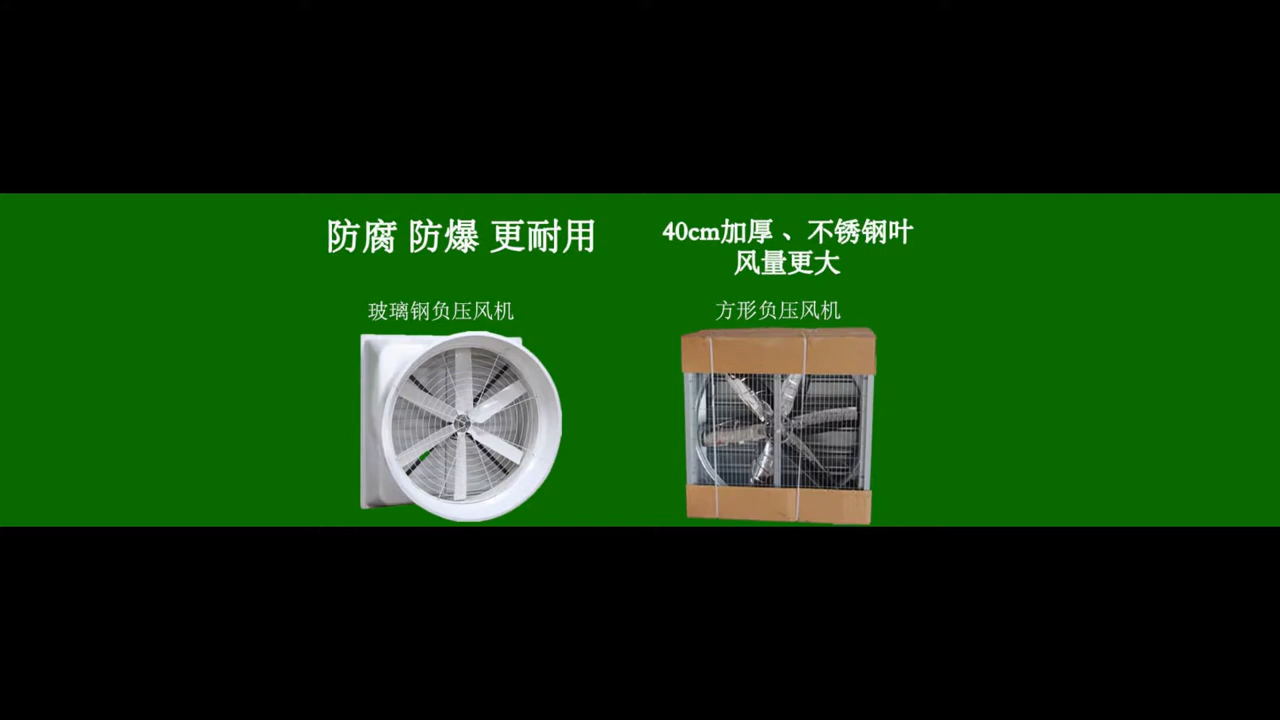 防腐 防爆 更耐用
玻璃钢负压风机
40cm加厚、不锈钢叶
风量更大
方形负压风机